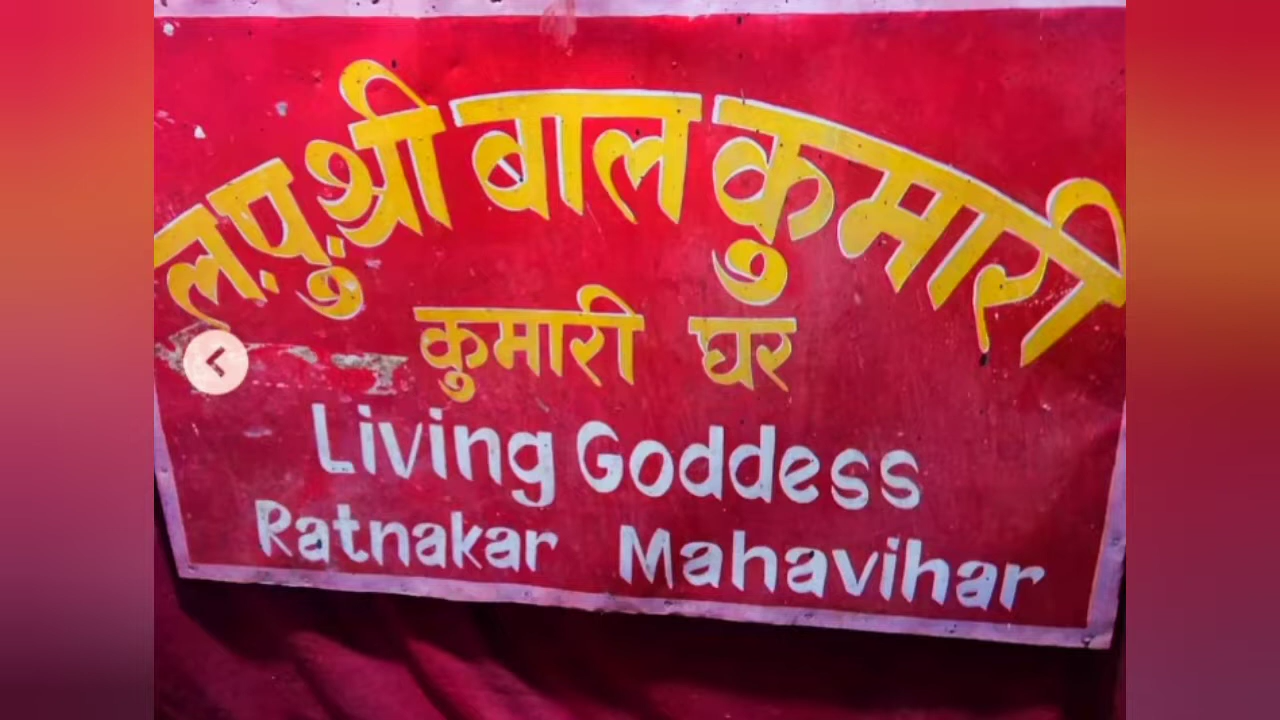 ल.पु. श्री बाल कुमारी
कुमारी घर
Living Goddess
Ratnakar Mahavihar